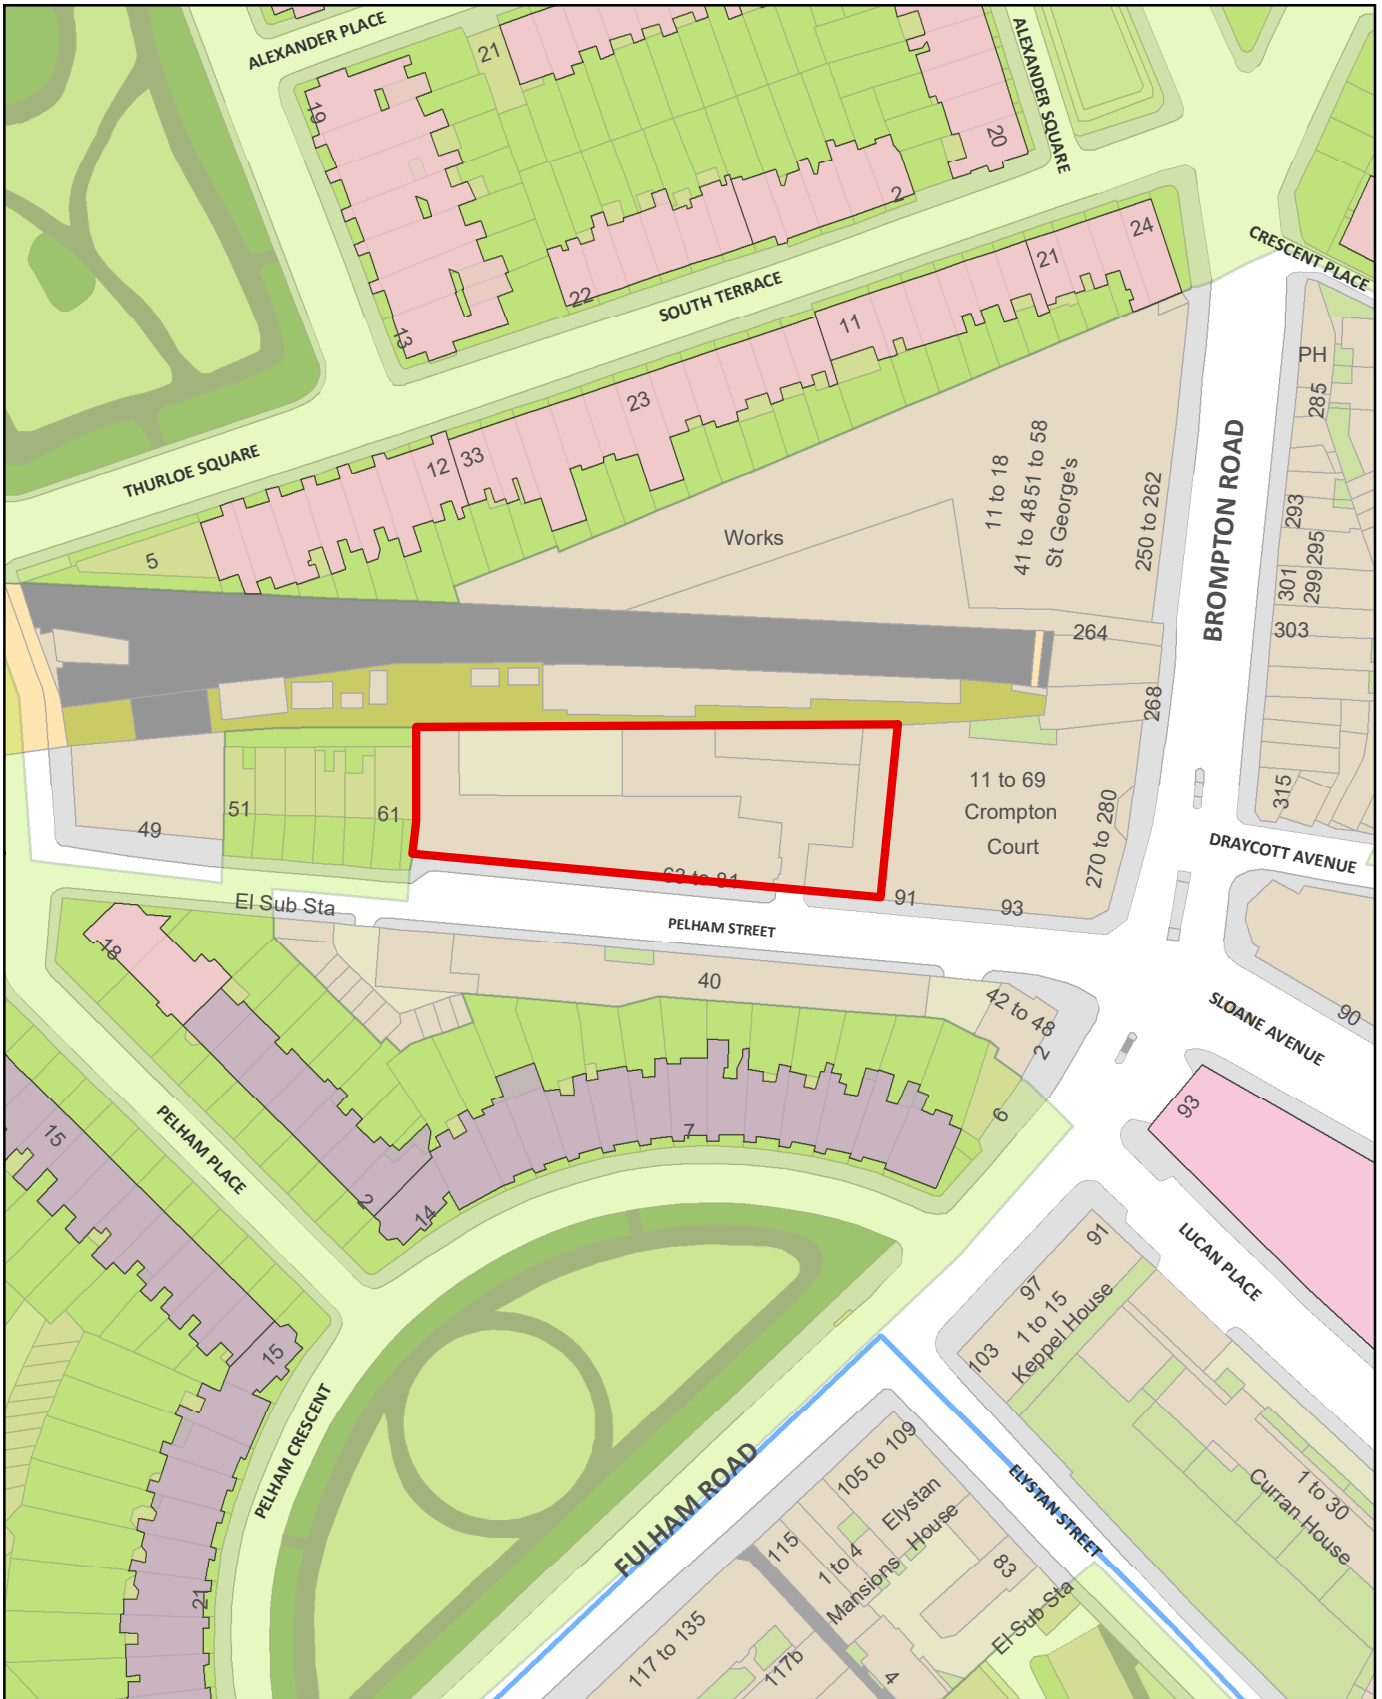 ALEXANDER PLACE
21
ALEXANDER SQUARE
19
20
2
22
SOUTH TERRACE
24
21
CRESCENT PLACE
13
11
PH
285
23
THURLOE SQUARE
12
33
BROMPTON ROAD
11 to 18
41 to 48 51 to 58
St George's
250 to 262
293
295
Works
5
301
299
303
264
268
11 to 69
Crompton
Court
315
270 to 280
51
61
49
DRAYCOTT AVENUE
63 to 81
91
93
El Sub Sta
PELHAM STREET
18
40
42 to 48
2
SLOANE AVENUE
90
6
93
15
PELHAM PLACE
7
2
14
91
LUCAN PLACE
97
1 to 15
Keppel House
103
15
PELHAM CRESCENT
FULHAM ROAD
105 to 109
ELYSTAN STREET
1 to 30
Curran House
Elystan
House
115
1 to 4
Mansions
83
El Sub Sta
21
117 to 135
117b
4